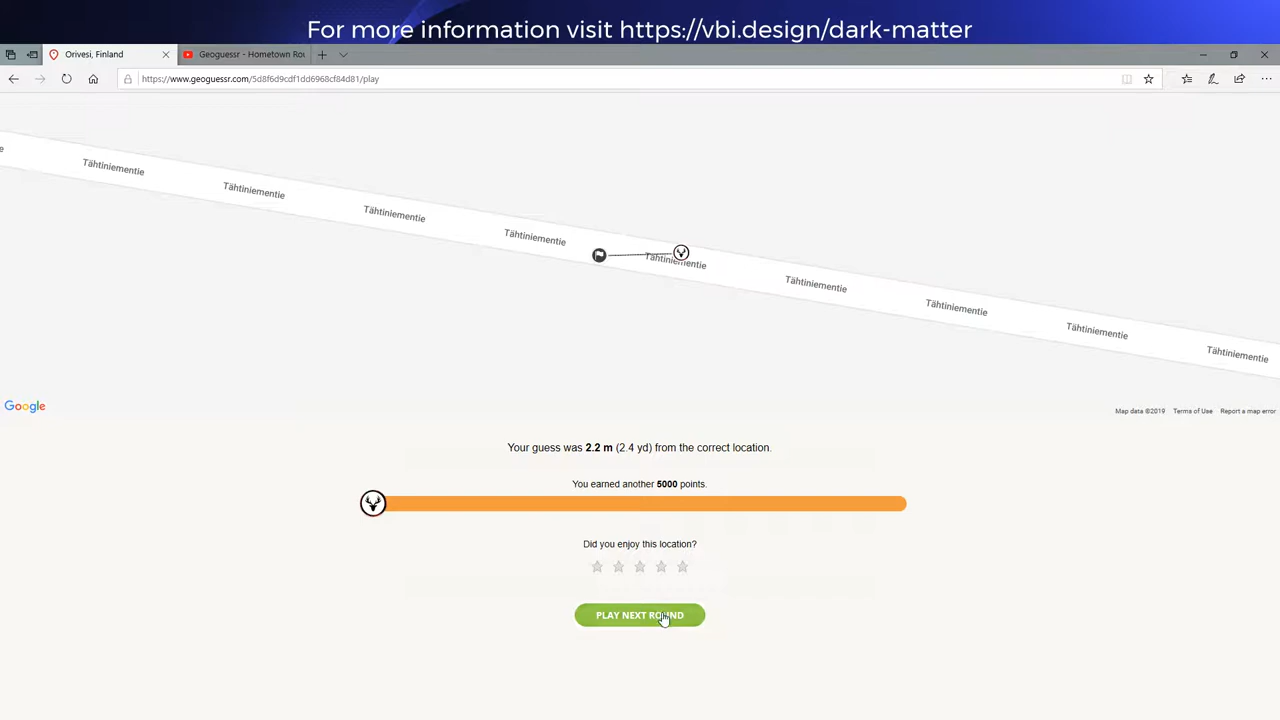 For more information visit https://vbi.design/dark-matter
Orivesi, Finland
Geoguessr - Hometown Rou
https://www.geoguessr.com/5d8f6d9cdf1dd6968cf84d81/play
e
Tähtiniementie
Tähtiniementie
Tähtiniementie
Tähtiniementie
Tähtiniementie
Tähtiniementie
Tähtiniementie
Tähtiniementie
Tähtiniementie
Google
Map data ©2019 Terms of Use Report a map error
Your guess was 2.2 m (2.4 yd) from the correct location.
You earned another 5000 points.
Did you enjoy this location?
PLAY NEXT ROUND